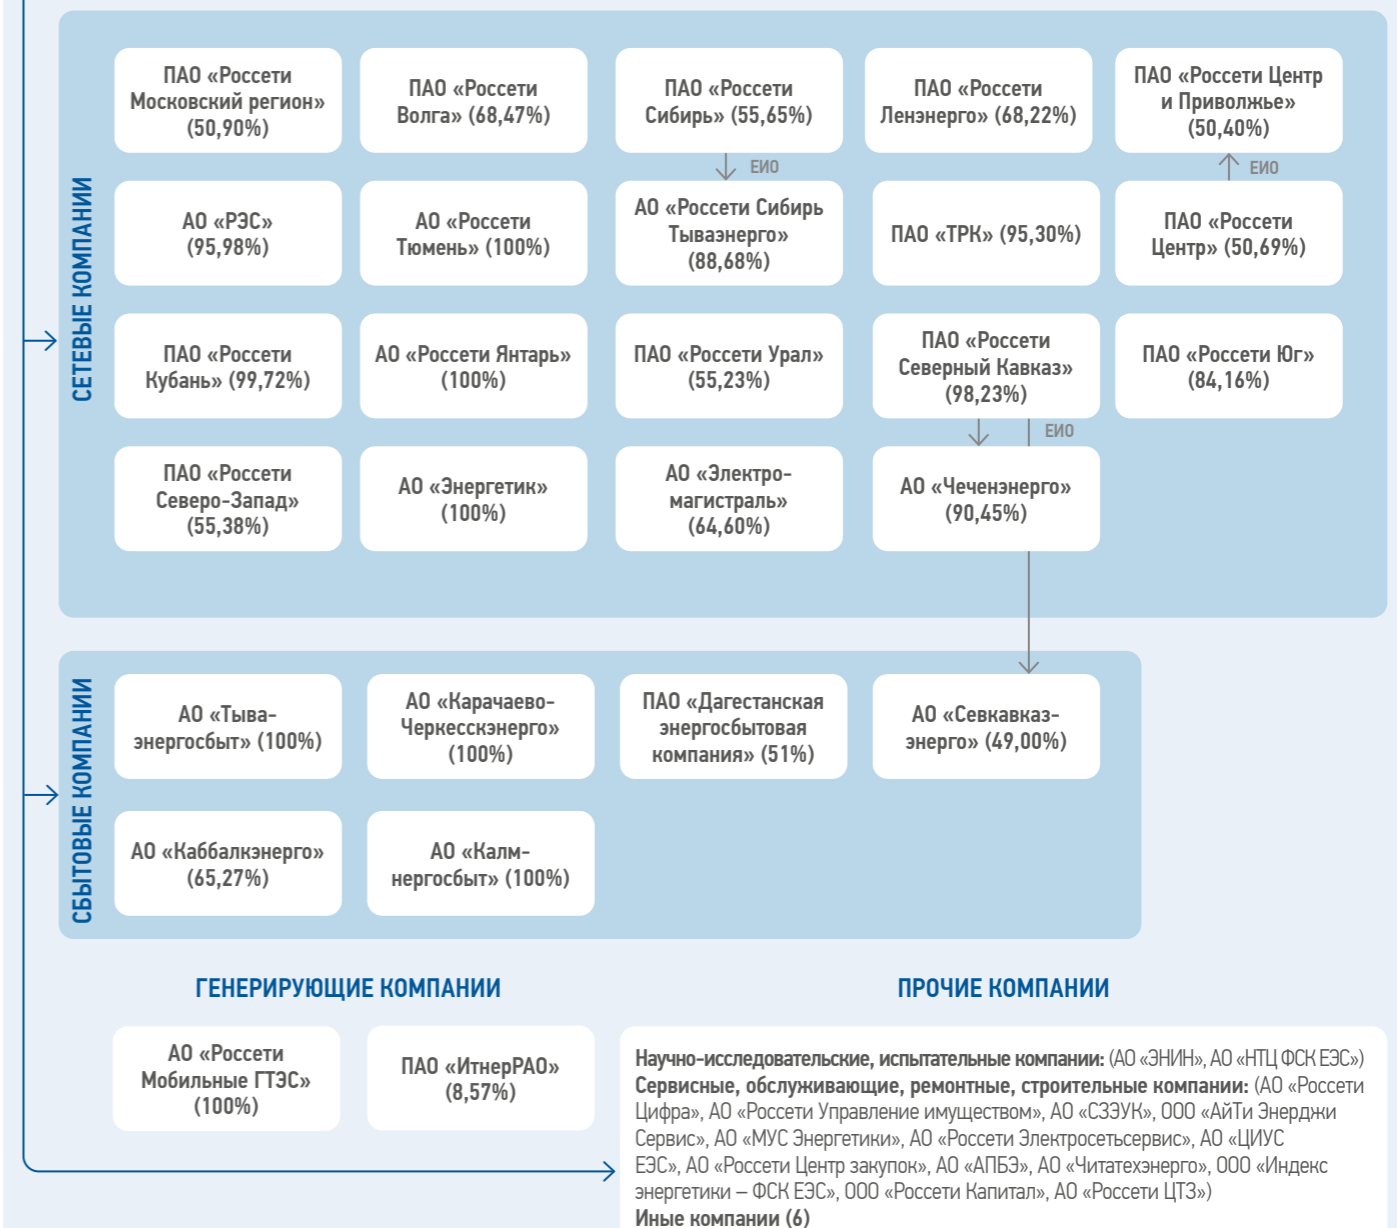 СЕТЕВЫЕ КОМПАНИИ
ПАО «Россети
Московский регион»
(50,90%)
ПАО «Россети
Волга» (68,47%)
ПАО «Россети
Сибирь» (55,65%)
ПАО «Россети
Ленэнерго» (68,22%)
ПАО «Россети Центр
и Приволжье»
(50,40%)
ЕИО
ЕИО
АО «РЭС»
(95,98%)
АО «Россети
Тюмень» (100%)
АО «Россети Сибирь
Тываэнерго»
(88,68%)
ПАО «ТРК» (95,30%)
ПАО «Россети
Центр» (50,69%)
ПАО «Россети
Кубань» (99,72%)
АО «Россети Янтарь»
(100%)
ПАО «Россети Урал»
(55,23%)
ПАО «Россети
Северный Кавказ»
(98,23%)
ПАО «Россети Юг»
(84,16%)
ЕИО
ПАО «Россети
Северо-Запад»
(55,38%)
АО «Энергетик»
(100%)
АО «Электро-
магистраль»
(64,60%)
АО «Чеченэнерго»
(90,45%)
СБЫТОВЫЕ КОМПАНИИ
АО «Тыва-
энергосбыт» (100%)
АО «Карачаево-
Черкесскэнерго»
(100%)
ПАО «Дагестанская
энергосбытовая
компания» (51%)
АО «Севкавказ-
энерго» (49,00%)
АО «Каббалкэнерго»
(65,27%)
АО «Калм-
нергосбыт» (100%)
ГЕНЕРИРУЮЩИЕ КОМПАНИИ
АО «Россети
Мобильные ГТЭС»
(100%)
ПАО «ИтнерРАО»
(8,57%)
ПРОЧИЕ КОМПАНИИ
Научно-исследовательские, испытательные компании: (АО «ЭНИН», АО «НТЦ ФСК ЕЭС»)
Сервисные, обслуживающие, ремонтные, строительные компании: (АО «Россети
Цифра», АО «Россети Управление имуществом», АО «СЗЭУК», ООО «АйТи Энерджи
Сервис», АО «МУС Энергетики», АО «Россети Электросетьсервис», АО «ЦИУС
ЕЭС», АО «Россети Центр закупок», АО «АПБЭ», АО «Читатехэнерго», ООО «Индекс
энергетики – ФСК ЕЭС», ООО «Россети Капитал», АО «Россети ЦТЗ»)
Иные компании (6)